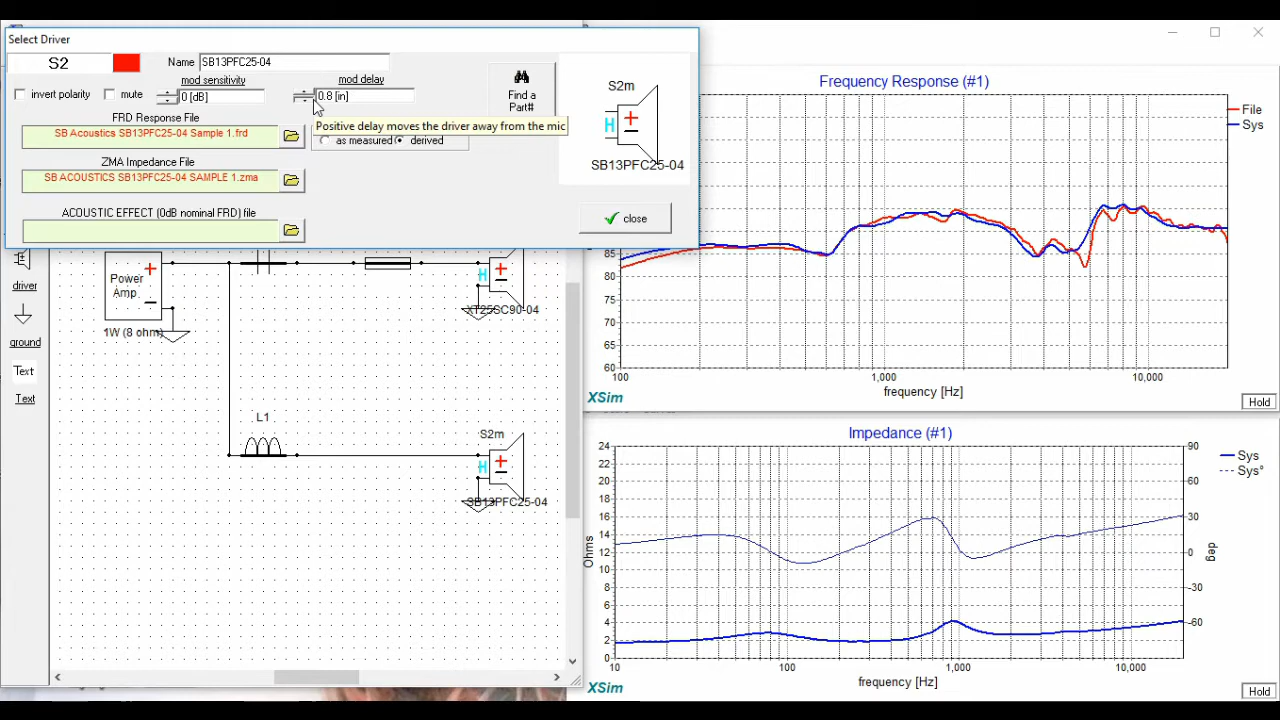 Select Driver
S2
Name SB13PFC25-04
mod sensitivity
mod delay
invert polarity
mute
0 [dB]
0.8 [in]
Find a
Part#
Positive delay moves the driver away from the mic
as measured
derived
FRD Response File
SB Acoustics SB13PFC25-04 Sample 1.frd
ZMA Impedance File
SB ACOUSTICS SB13PFC25-04 SAMPLE 1.zma
ACOUSTIC EFFECT (0dB nominal FRD) file
S2m
H
SB13PFC25-04
close
driver
ground
Text
Text
Power
Amp
1W (8 ohm)
H
XT25SC90-04
L1
S2m
H
SB13PFC25-04
Frequency Response (#1)
File
Sys
85
80
75
70
65
60
100
1,000
10,000
frequency [Hz]
XSim
Hold
Impedance (#1)
Sys
Sys°
24
22
20
18
16
14
12
10
8
6
4
2
0
Ohms
90
60
30
0
-30
-60
deg
10
100
1,000
10,000
frequency [Hz]
XSim
Hold